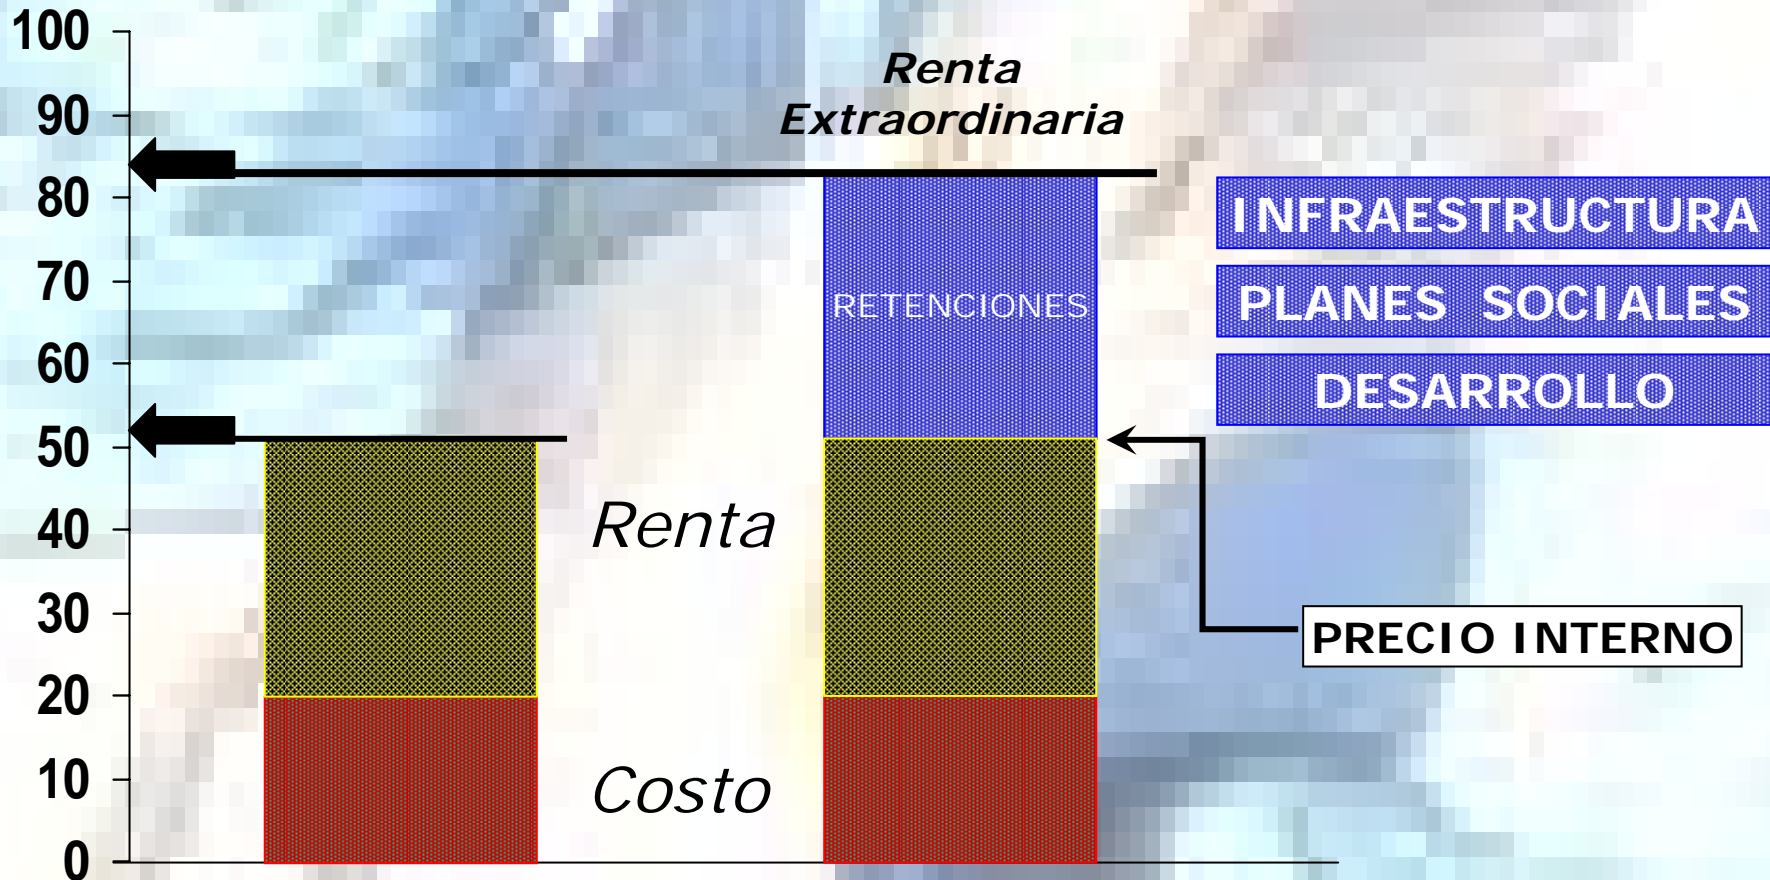 100
90
80
70
60
50
40
30
20
10
0
Renta
Extraordinaria
RETENCIONES
Renta
Costo
INFRAESTRUCTURA
PLANES SOCIALES
DESARROLLO
PRECIO INTERNO